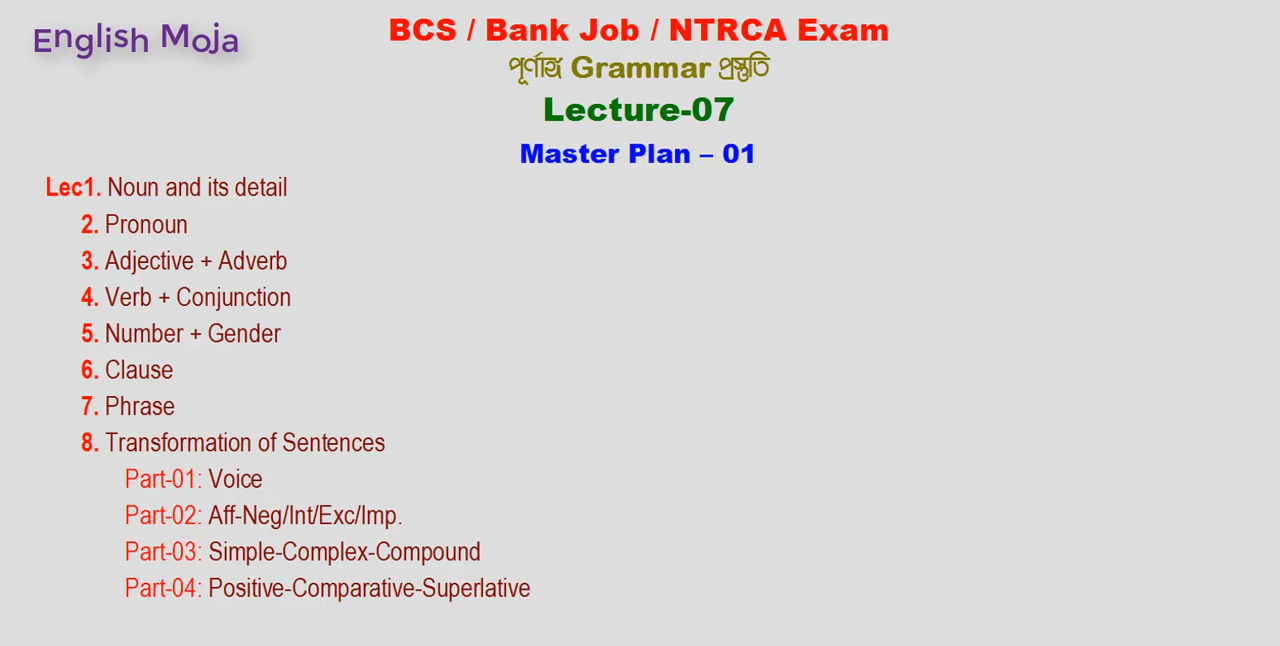 English Moja
BCS / Bank Job / NTRCA Exam
পূর্ণাঙ্গ Grammar প্রস্তুতি
Lecture-07
Master Plan – 01
Lec1. Noun and its detail
2. Pronoun
3. Adjective + Adverb
4. Verb + Conjunction
5. Number + Gender
6. Clause
7. Phrase
8. Transformation of Sentences
Part-01: Voice
Part-02: Aff-Neg/Int/Exc/Imp.
Part-03: Simple-Complex-Compound
Part-04: Positive-Comparative-Superlative